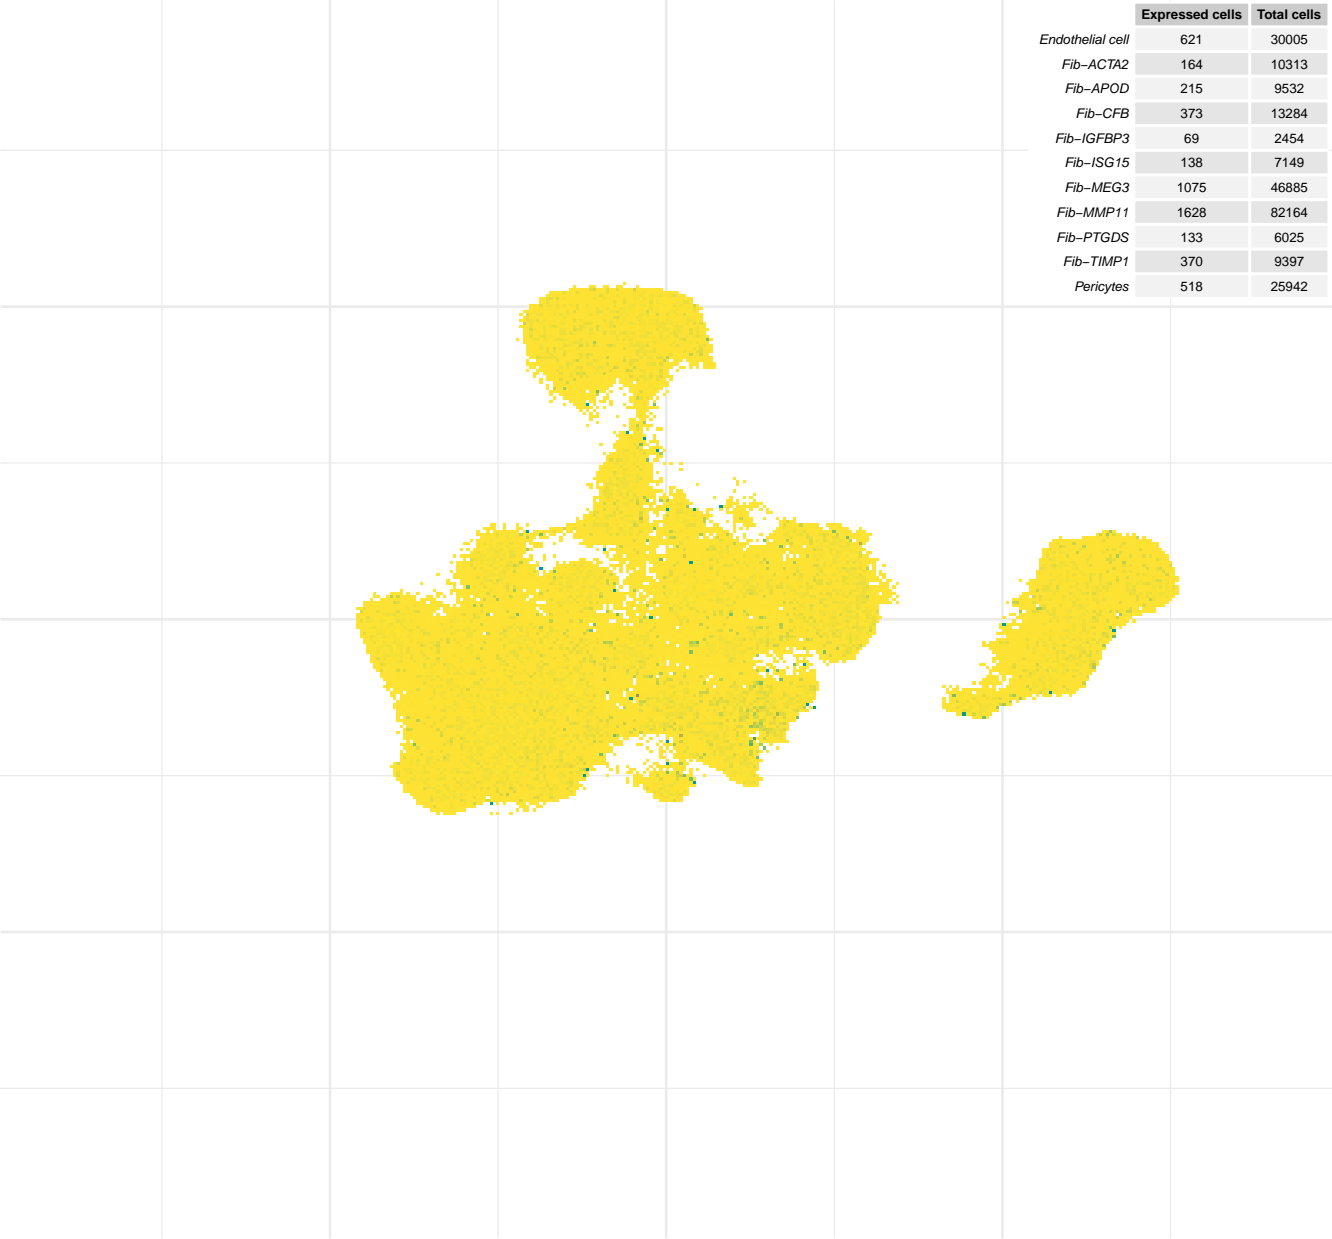 Expressed cells Total cells
Endothelial cell 621 30005
Fib−ACTA2 164 10313
Fib−APOD 215 9532
Fib−CFB 373 13284
Fib−IGFBP3 69 2454
Fib−ISG15 138 7149
Fib−MEG3 1075 46885
Fib−MMP11 1628 82164
Fib−PTGDS 133 6025
Fib−TIMP1 370 9397
Pericytes 518 25942